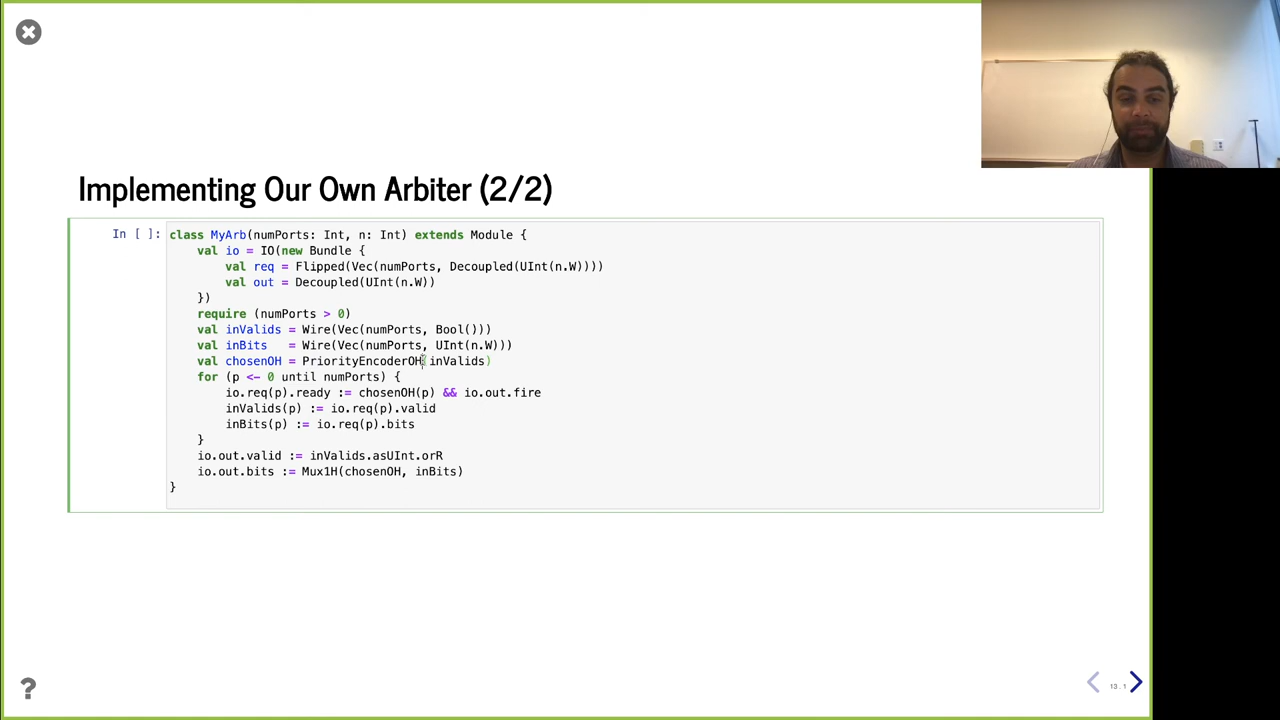 Implementing Our Own Arbiter (2/2)
In [ ]:
class MyArb(numPorts: Int, n: Int) extends Module {
    val io = IO(new Bundle {
        val req = Flipped(Vec(numPorts, Decoupled(UInt(n.W))))
        val out = Decoupled(UInt(n.W))
    })
    require (numPorts > 0)
    val inValids = Wire(Vec(numPorts, Bool()))
    val inBits   = Wire(Vec(numPorts, UInt(n.W)))
    val chosenOH = PriorityEncoderOH(inValids)
    for (p <- 0 until numPorts) {
        io.req(p).ready := chosenOH(p) && io.out.fire
        inValids(p) := io.req(p).valid
        inBits(p) := io.req(p).bits
    }
    io.out.valid := inValids.asUInt.orR
    io.out.bits := Mux1H(chosenOH, inBits)
}
?
13.1